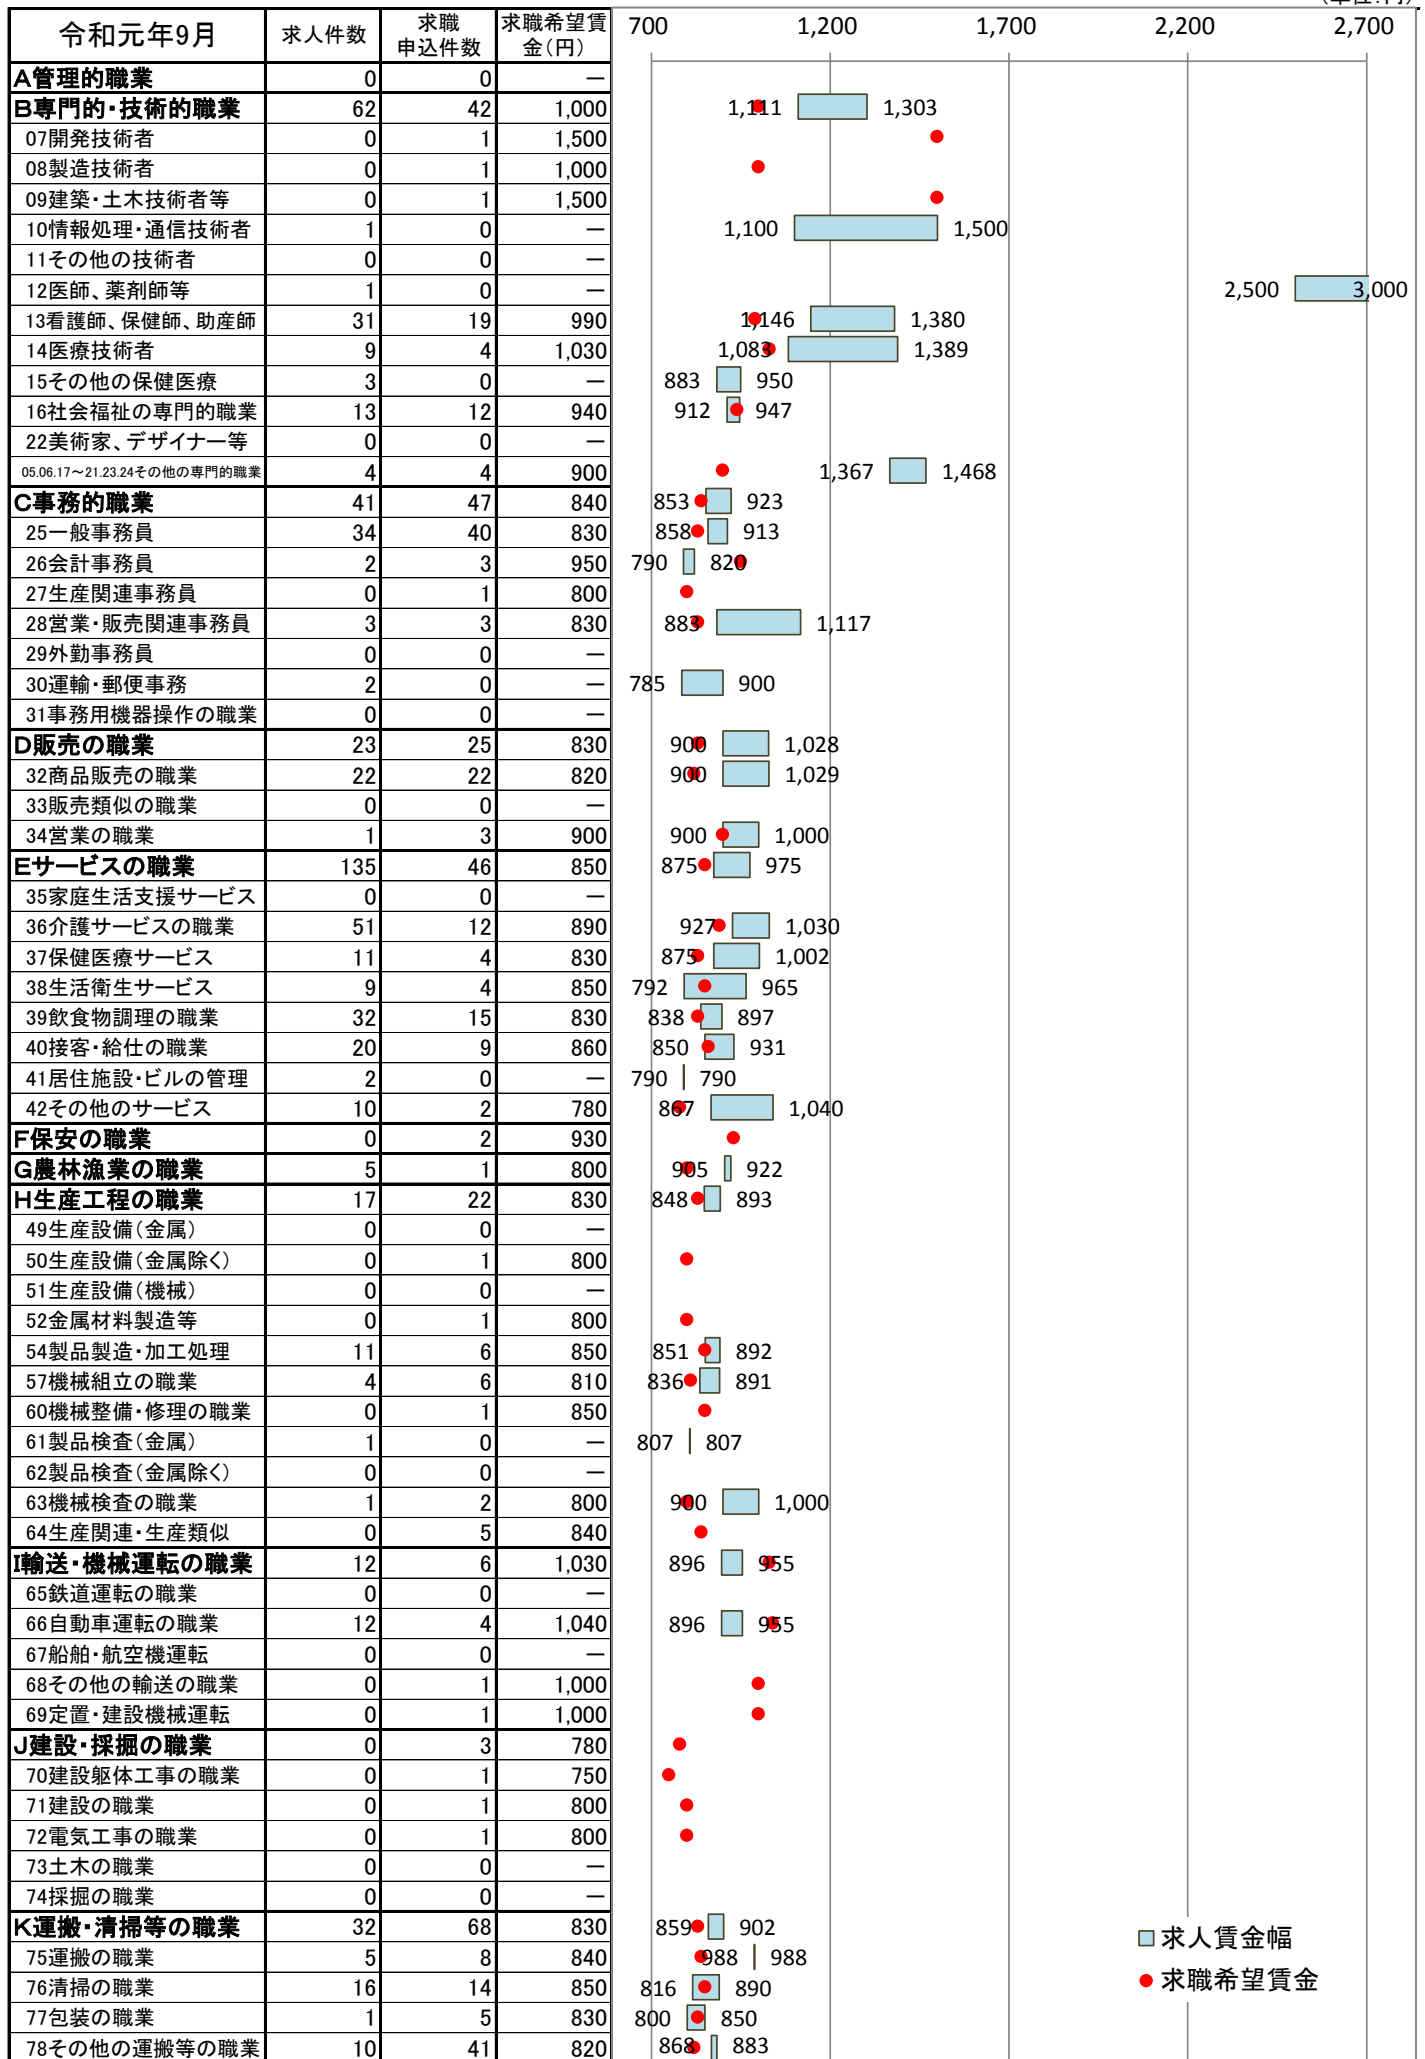 (単位:円)
令和元年9月 求人件数 求職申込件数 求職希望賃金(円) 700 1,200 1,700 2,200 2,700
A管理的職業 0 0 ―
B専門的・技術的職業 62 42 1,000 1,111 1,303
07開発技術者 0 1 1,500
08製造技術者 0 1 1,000
09建築・土木技術者等 0 1 1,500
10情報処理・通信技術者 1 0 ― 1,100 1,500
11その他の技術者 0 0 ―
12医師、薬剤師等 1 0 ― 2,500 3,000
13看護師、保健師、助産師 31 19 990 1,146 1,380
14医療技術者 9 4 1,030 1,083 1,389
15その他の保健医療 3 0 ― 883 950
16社会福祉の専門的職業 13 12 940 912 947
22美術家、デザイナー等 0 0 ―
05.06.17～21.23.24その他の専門的職業 4 4 900 1,367 1,468
C事務的職業 41 47 840 853 923
25一般事務員 34 40 830 858 913
26会計事務員 2 3 950 790 820
27生産関連事務員 0 1 800
28営業・販売関連事務員 3 3 830 883 1,117
29外勤事務員 0 0 ―
30運輸・郵便事務 2 0 ― 785 900
31事務用機器操作の職業 0 0 ―
D販売の職業 23 25 830 900 1,028
32商品販売の職業 22 22 820 900 1,029
33販売類似の職業 0 0 ―
34営業の職業 1 3 900 900 1,000
Eサービスの職業 135 46 850 875 975
35家庭生活支援サービス 0 0 ―
36介護サービスの職業 51 12 890 927 1,030
37保健医療サービス 11 4 830 875 1,002
38生活衛生サービス 9 4 850 792 965
39飲食物調理の職業 32 15 830 838 897
40接客・給仕の職業 20 9 860 850 931
41居住施設・ビルの管理 2 0 ― 790 790
42その他のサービス 10 2 780 867 1,040
F保安の職業 0 2 930
G農林漁業の職業 5 1 800 905 922
H生産工程の職業 17 22 830 848 893
49生産設備(金属) 0 0 ―
50生産設備(金属除く) 0 1 800
51生産設備(機械) 0 0 ―
52金属材料製造等 0 1 800
54製品製造・加工処理 11 6 850 851 892
57機械組立の職業 4 6 810 836 891
60機械整備・修理の職業 0 1 850
61製品検査(金属) 1 0 ― 807 807
62製品検査(金属除く) 0 0 ―
63機械検査の職業 1 2 800 900 1,000
64生産関連・生産類似 0 5 840
I輸送・機械運転の職業 12 6 1,030 896 955
65鉄道運転の職業 0 0 ―
66自動車運転の職業 12 4 1,040 896 955
67船舶・航空機運転 0 0 ―
68その他の輸送の職業 0 1 1,000
69定置・建設機械運転 0 1 1,000
J建設・採掘の職業 0 3 780
70建設躯体工事の職業 0 1 750
71建設の職業 0 1 800
72電気工事の職業 0 1 800
73土木の職業 0 0 ―
74採掘の職業 0 0 ―
K運搬・清掃等の職業 32 68 830 859 902
75運搬の職業 5 8 840 988 988
76清掃の職業 16 14 850 816 890
77包装の職業 1 5 830 800 850
78その他の運搬等の職業 10 41 820 868 883
求人賃金幅
求職希望賃金